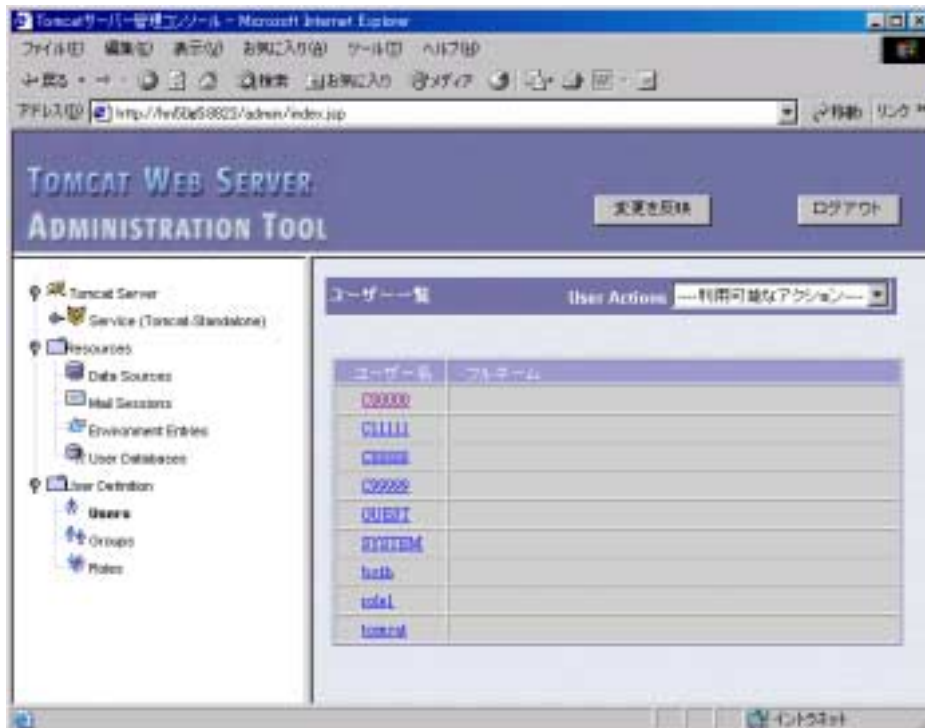 Tomcatサーバー管理コンソール - Microsoft Internet Explorer
ファイル(F) 編集(E) 表示(V) お気に入り(A) ツール(T) ヘルプ(H)
戻る 検索 お気に入り メディア
アドレス(D) 移動 リンク
TOMCAT WEB SERVER
ADMINISTRATION TOOL
変更を反映 ログアウト
Tomcat Server
Service (Tomcat-Standalone)
Resources
Data Sources
Mail Sessions
Environment Entries
User Databases
User Definition
Users
Groups
Roles
ユーザー一覧 User Actions ----利用可能なアクション----
ユーザー名 フルネーム
C00000
C11111
C99999
GUEST
SYSTEM
both
role1
tomcat
イントラネット